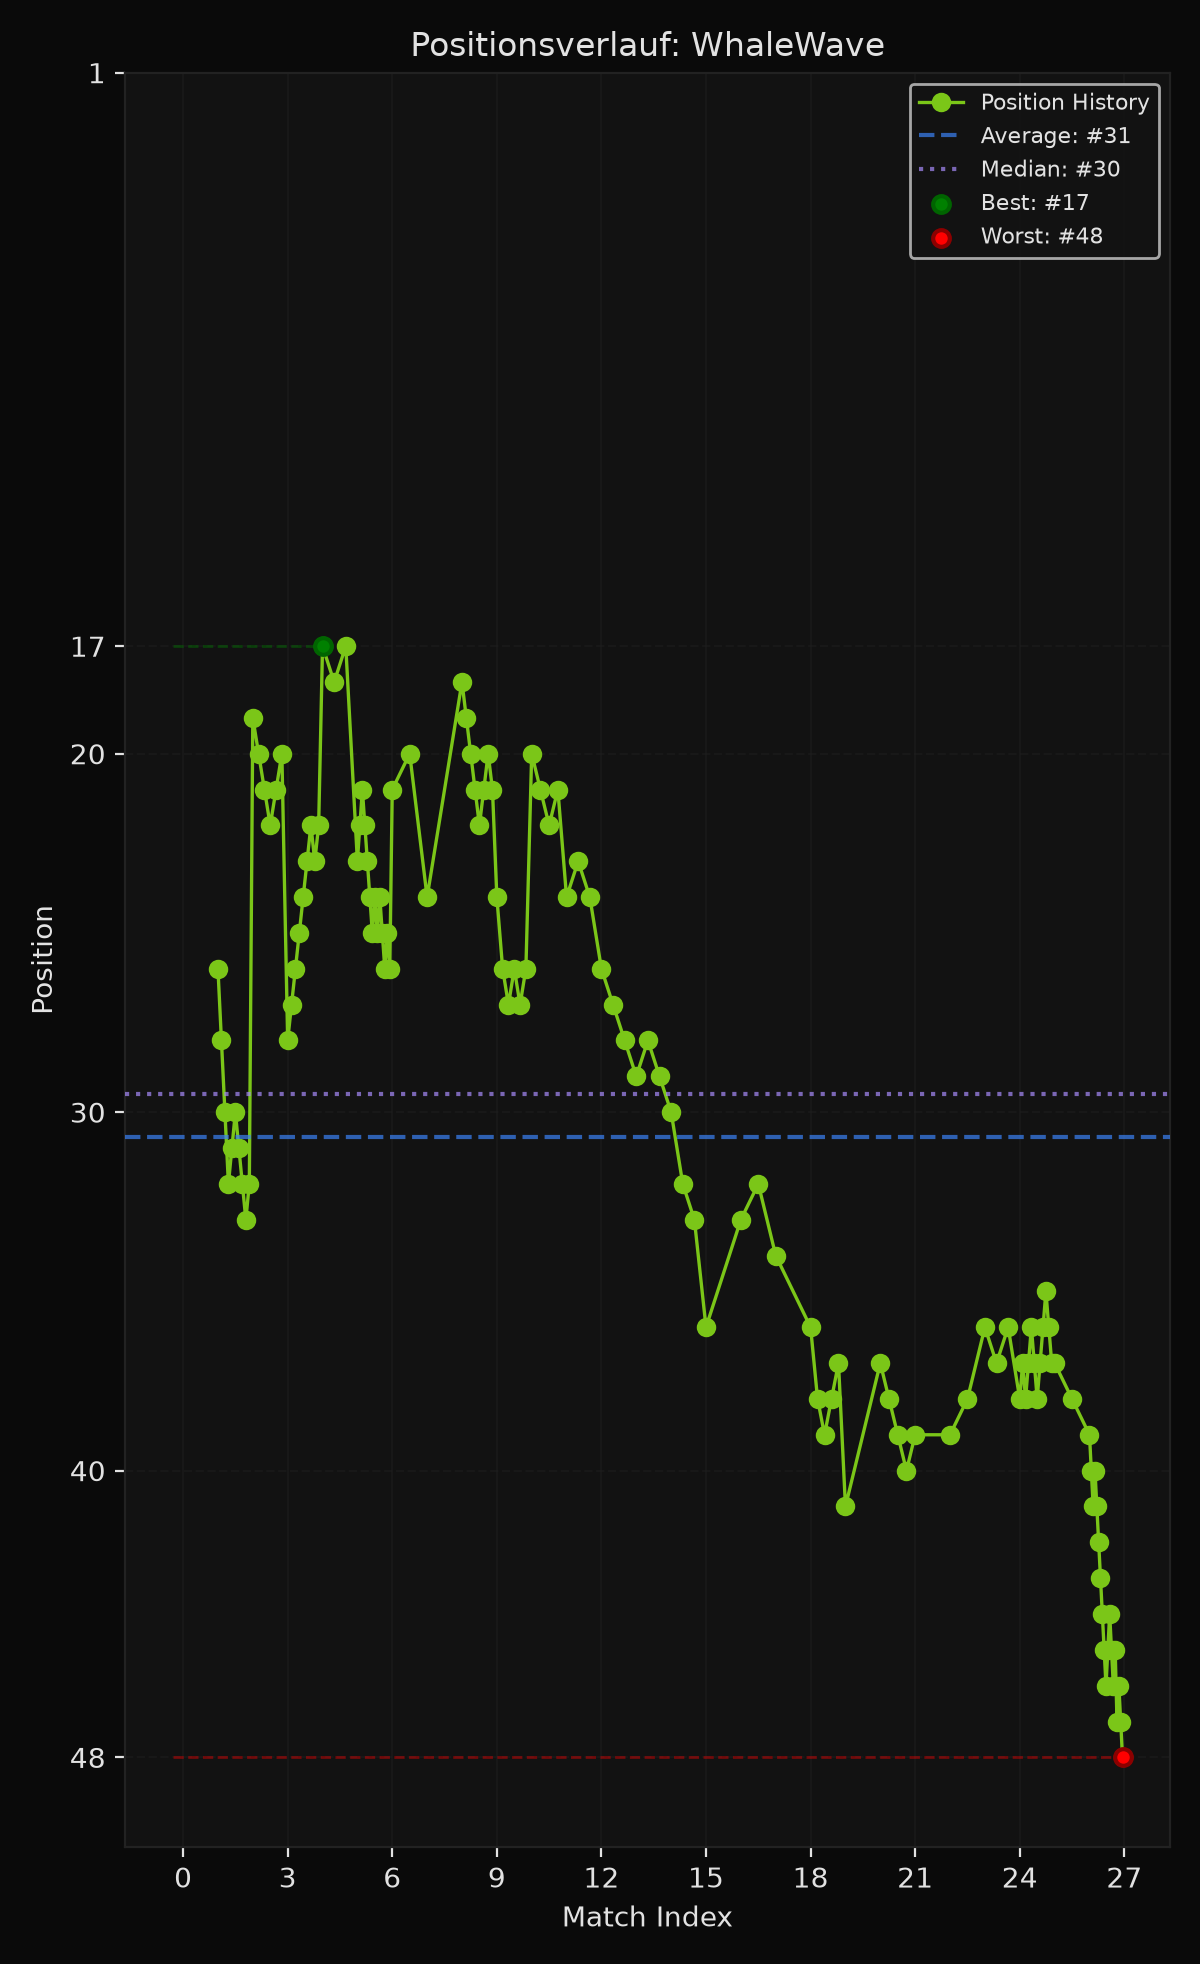 Positionsverlauf: WhaleWave
Position History
Average: #31
Median: #30
Best: #17
Worst: #48
1
17
20
30
40
48
Position
0 3 6 9 12 15 18 21 24 27
Match Index